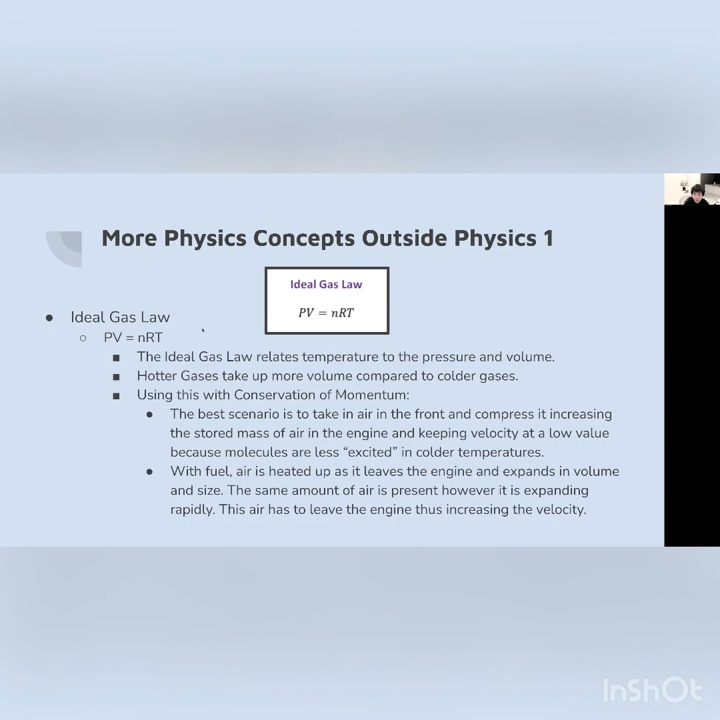 More Physics Concepts Outside Physics 1
Ideal Gas Law
PV = nRT
● Ideal Gas Law
○ PV = nRT
■ The Ideal Gas Law relates temperature to the pressure and volume.
■ Hotter Gases take up more volume compared to colder gases.
■ Using this with Conservation of Momentum:
● The best scenario is to take in air in the front and compress it increasing
the stored mass of air in the engine and keeping velocity at a low value
because molecules are less “excited” in colder temperatures.
● With fuel, air is heated up as it leaves the engine and expands in volume
and size. The same amount of air is present however it is expanding
rapidly. This air has to leave the engine thus increasing the velocity.
InShOt